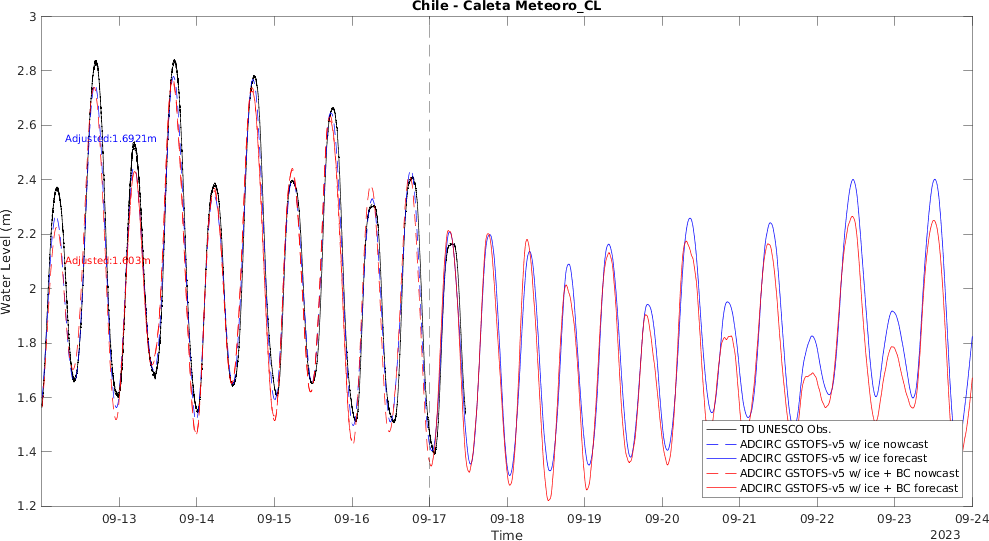 Chile - Caleta Meteoro_CL
3
2.8
2.6
2.4
2.2
2
1.8
1.6
1.4
1.2
Water Level (m)
Adjusted:1.6921m
Adjusted:1.603m
TD UNESCO Obs.
ADCIRC GSTOFS-v5 w/ ice nowcast
ADCIRC GSTOFS-v5 w/ ice forecast
ADCIRC GSTOFS-v5 w/ ice + BC nowcast
ADCIRC GSTOFS-v5 w/ ice + BC forecast
09-13 09-14 09-15 09-16 09-17 09-18 09-19 09-20 09-21 09-22 09-23 09-24
Time
2023